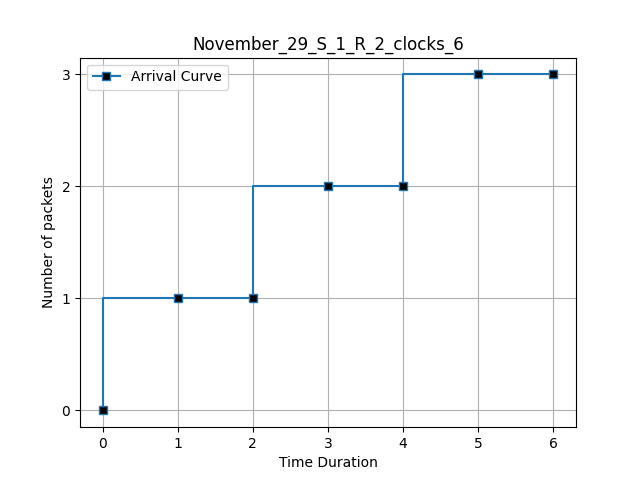 November_29_S_1_R_2_clocks_6
Arrival Curve
3
2
1
0
Number of packets
0 1 2 3 4 5 6
Time Duration